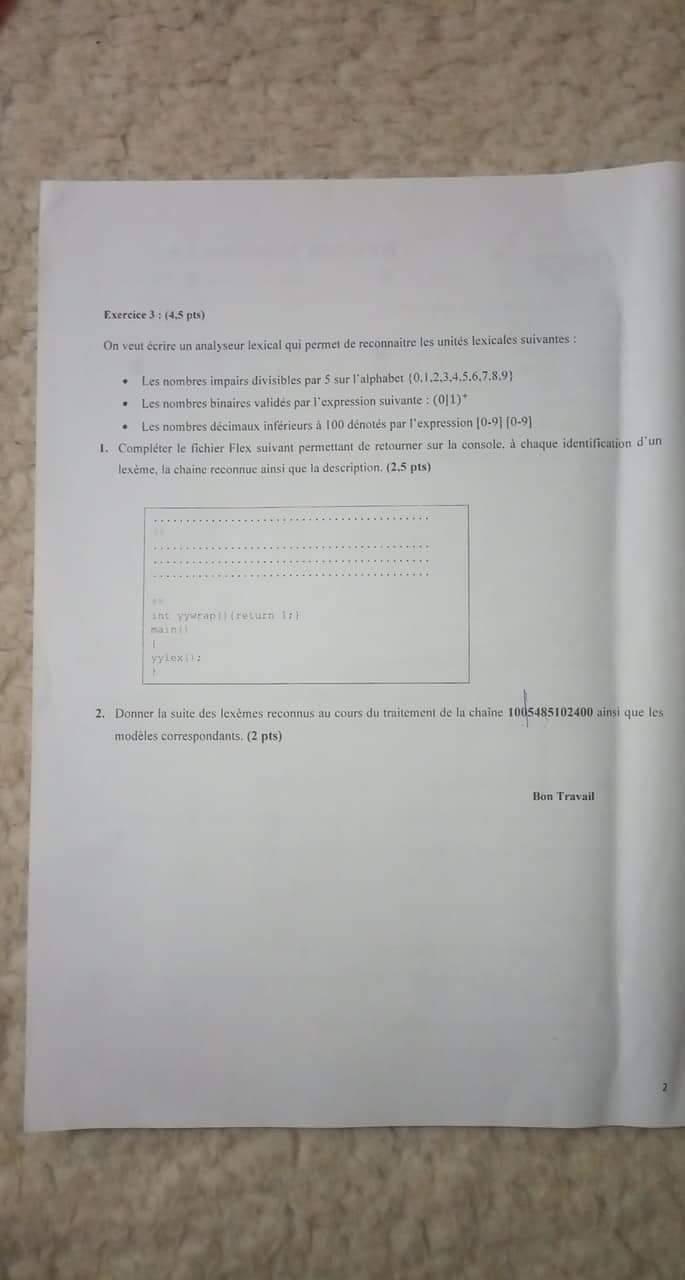 Exercice 3 : (4,5 pts)
On veut écrire un analyseur lexical qui permet de reconnaitre les unités lexicales suivantes :
• Les nombres impairs divisibles par 5 sur l'alphabet {0,1,2,3,4,5,6,7,8,9}
• Les nombres binaires validés par l'expression suivante : (0|1)⁺
• Les nombres décimaux inférieurs à 100 dénotés par l'expression [0-9] [0-9]
1. Compléter le fichier Flex suivant permettant de retourner sur la console, à chaque identification d'un
lexème, la chaine reconnue ainsi que la description. (2,5 pts)
............................................
%%
............................................
............................................
............................................
%%
int yywrap(){return 1;}
main()
{
yylex();
}
2. Donner la suite des lexèmes reconnus au cours du traitement de la chaîne 1005485102400 ainsi que les
modèles correspondants. (2 pts)
Bon Travail
2